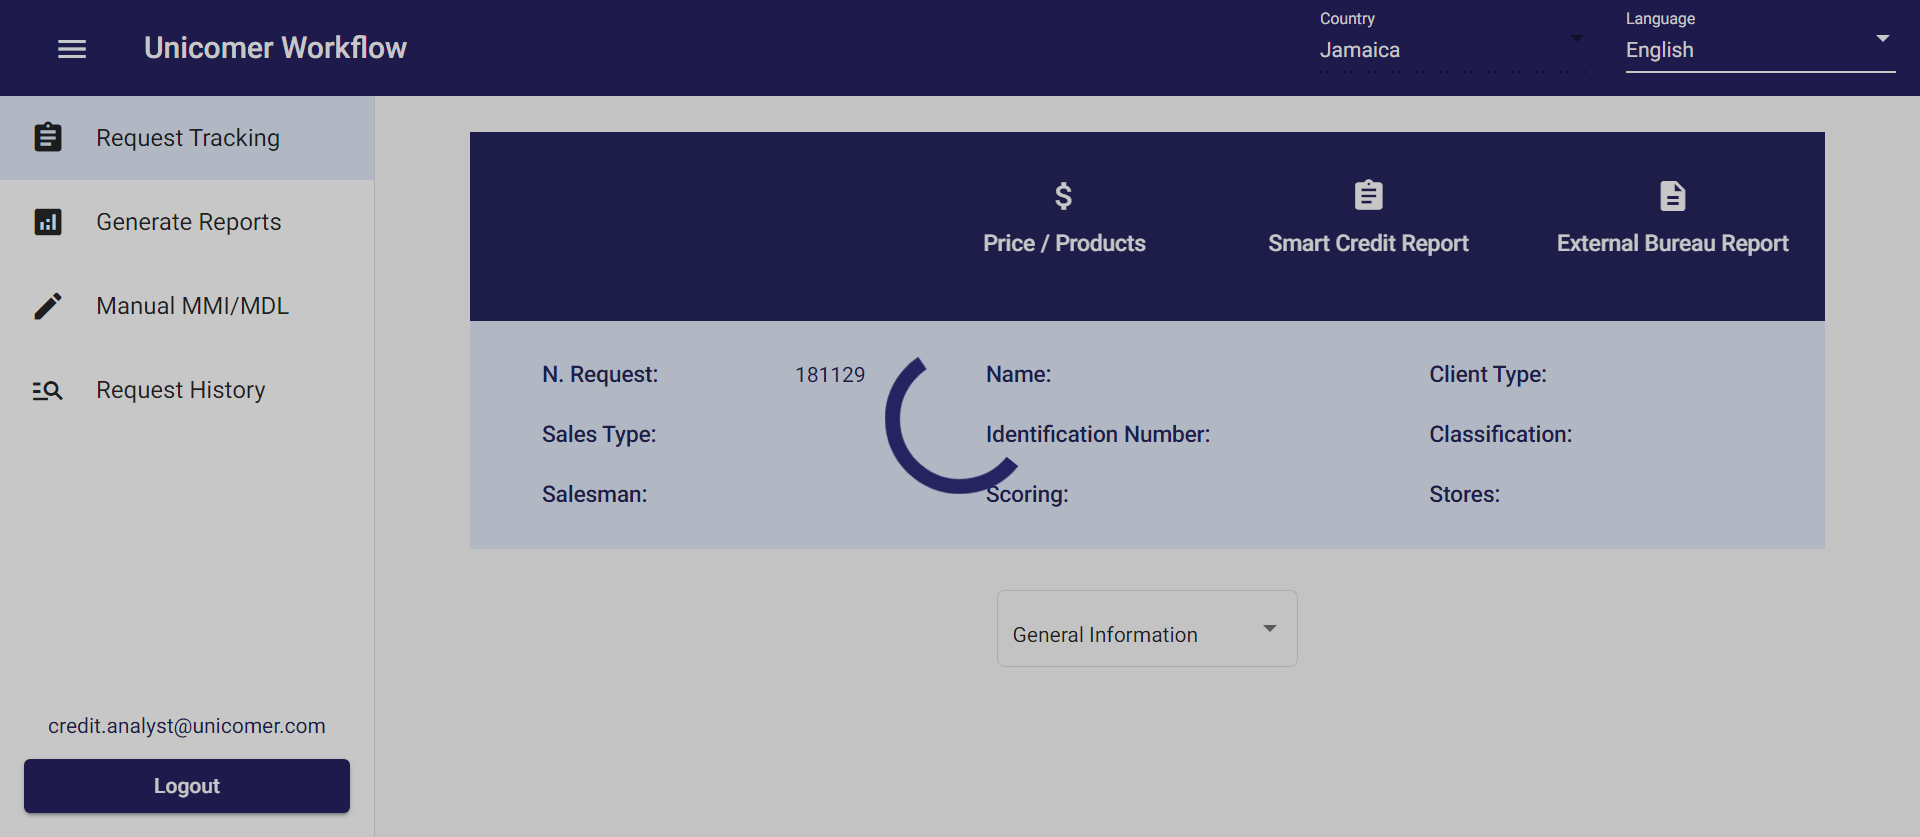 Unicomer Workflow
Country
Jamaica
Language
English
Request Tracking
Generate Reports
Manual MMI/MDL
Request History
credit.analyst@unicomer.com
Logout
Price / Products
Smart Credit Report
External Bureau Report
N. Request: 181129 Name: Client Type:
Sales Type: Identification Number: Classification:
Salesman: Scoring: Stores:
General Information